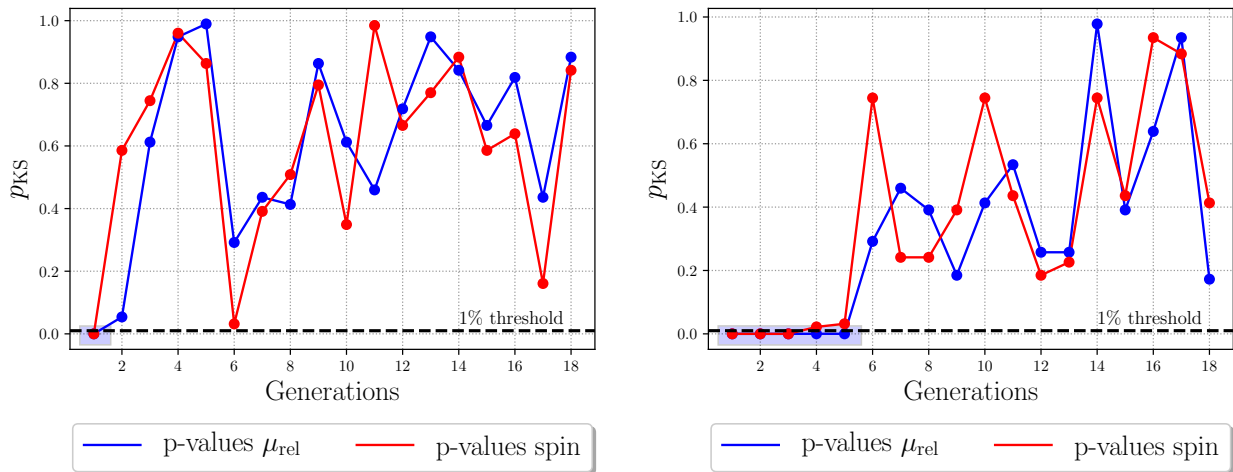 1.0
0.8
0.6
0.4
0.2
0.0
p_KS
1% threshold
2 4 6 8 10 12 14 16 18
Generations
p-values μ_rel p-values spin
1.0
0.8
0.6
0.4
0.2
0.0
p_KS
1% threshold
2 4 6 8 10 12 14 16 18
Generations
p-values μ_rel p-values spin